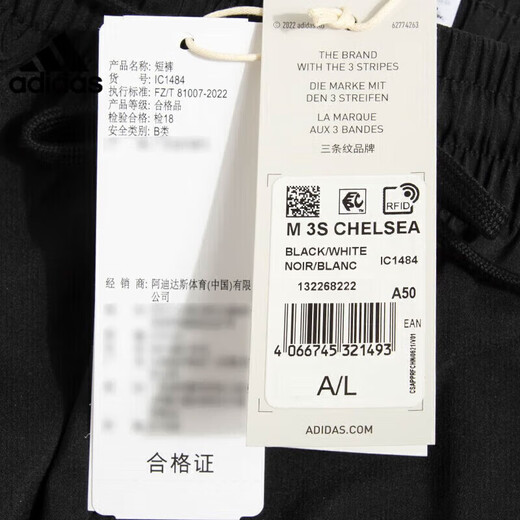 adidas
产品名称: 短裤
货 号: IC1484
执行标准: FZ/T 81007-2022
产品等级: 合格品
检验合格: 检18
安全类别: B类
经 销 商: 阿迪达斯体育(中国)有限
公司
合格证
© 2022 adidas AG
62774763
THE BRAND
WITH THE 3 STRIPES
DIE MARKE MIT
DEN 3 STREIFEN
LA MARQUE
AUX 3 BANDES
三条纹品牌
RFID
M 3S CHELSEA
BLACK/WHITE
NOIR/BLANC IC1484
132268222 A50
EAN
4 066745 321493
A/L
ADIDAS.COM